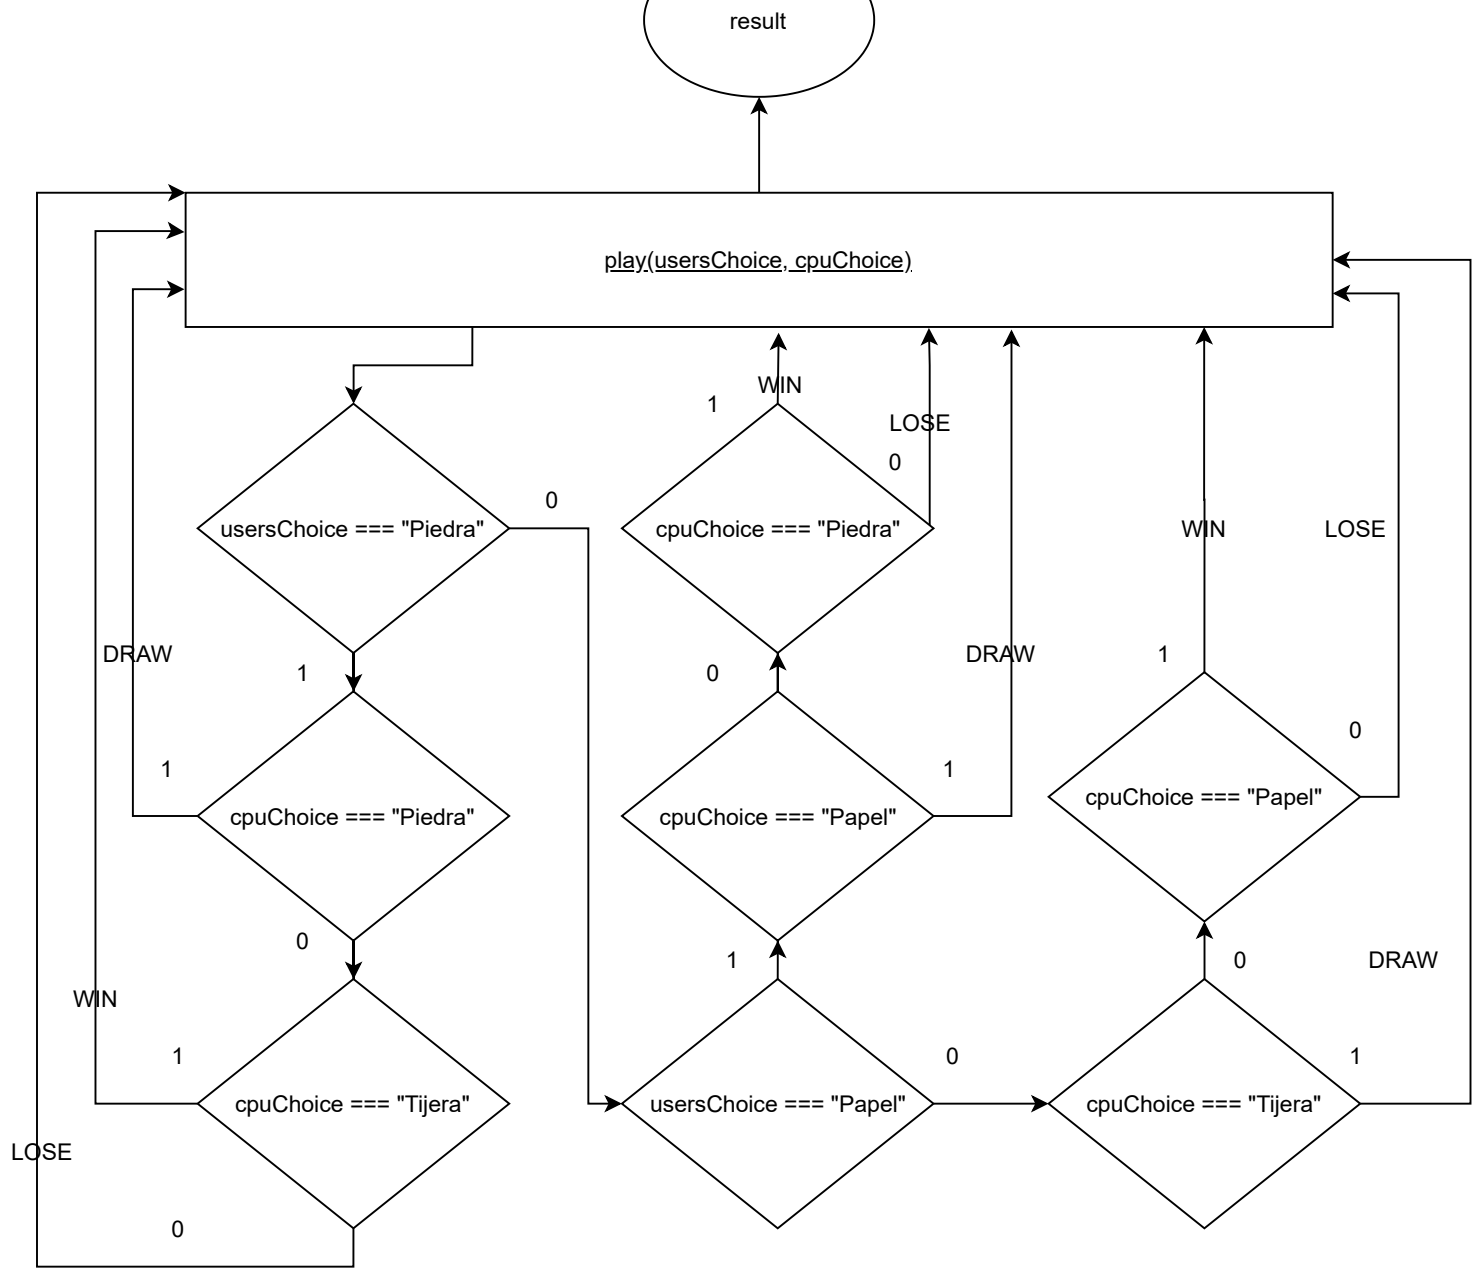 result
play(usersChoice, cpuChoice)
WIN
1
LOSE
0
0
usersChoice === "Piedra"
cpuChoice === "Piedra"
WIN
LOSE
DRAW
1
0
DRAW
1
0
1
1
cpuChoice === "Papel"
cpuChoice === "Piedra"
cpuChoice === "Papel"
0
1
0
DRAW
WIN
1
0
1
cpuChoice === "Tijera"
usersChoice === "Papel"
cpuChoice === "Tijera"
LOSE
0